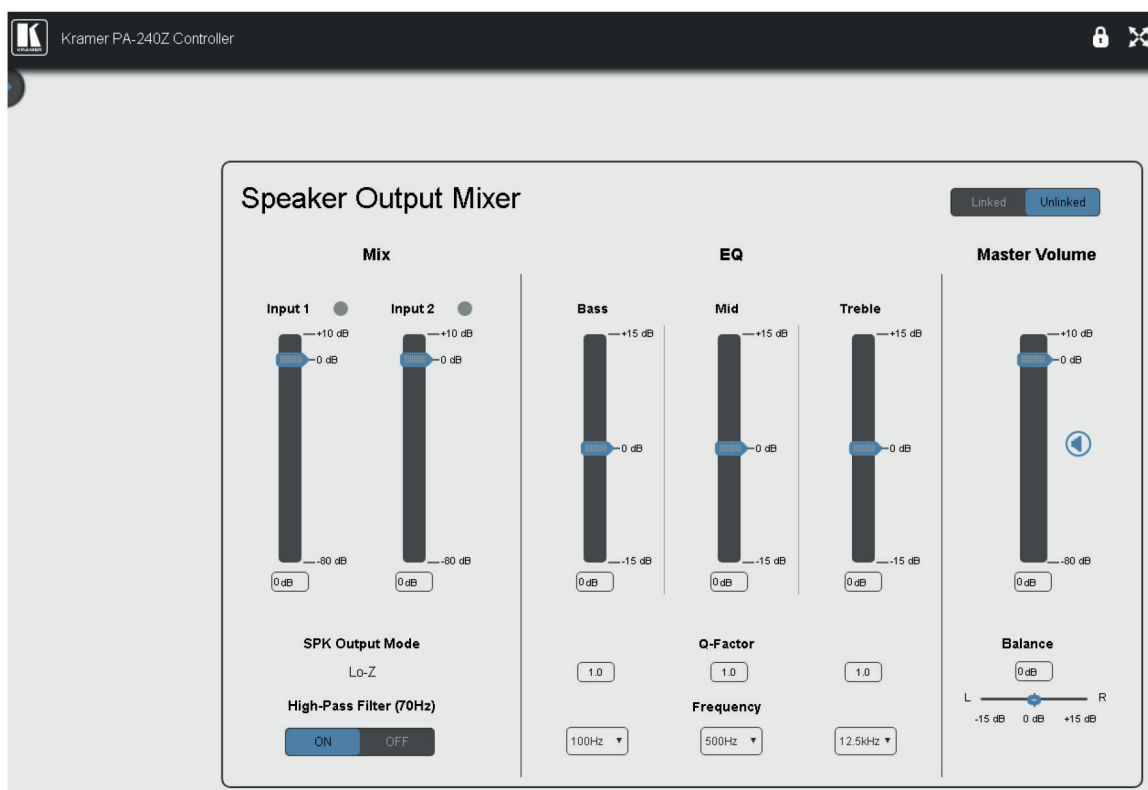 KRAMER
Kramer PA-240Z Controller
Speaker Output Mixer
Linked Unlinked
Mix
EQ
Master Volume
Input 1 Input 2
Bass Mid Treble
+10 dB +10 dB +15 dB +15 dB +15 dB +10 dB
0 dB 0 dB 0 dB
0 dB 0 dB 0 dB
-80 dB -80 dB -15 dB -15 dB -15 dB -80 dB
0dB 0dB 0dB 0dB 0dB 0dB
SPK Output Mode Q-Factor Balance
Lo-Z 1.0 1.0 1.0 0dB
High-Pass Filter (70Hz) Frequency L R
-15 dB 0 dB +15 dB
ON OFF 100Hz 500Hz 12.5kHz